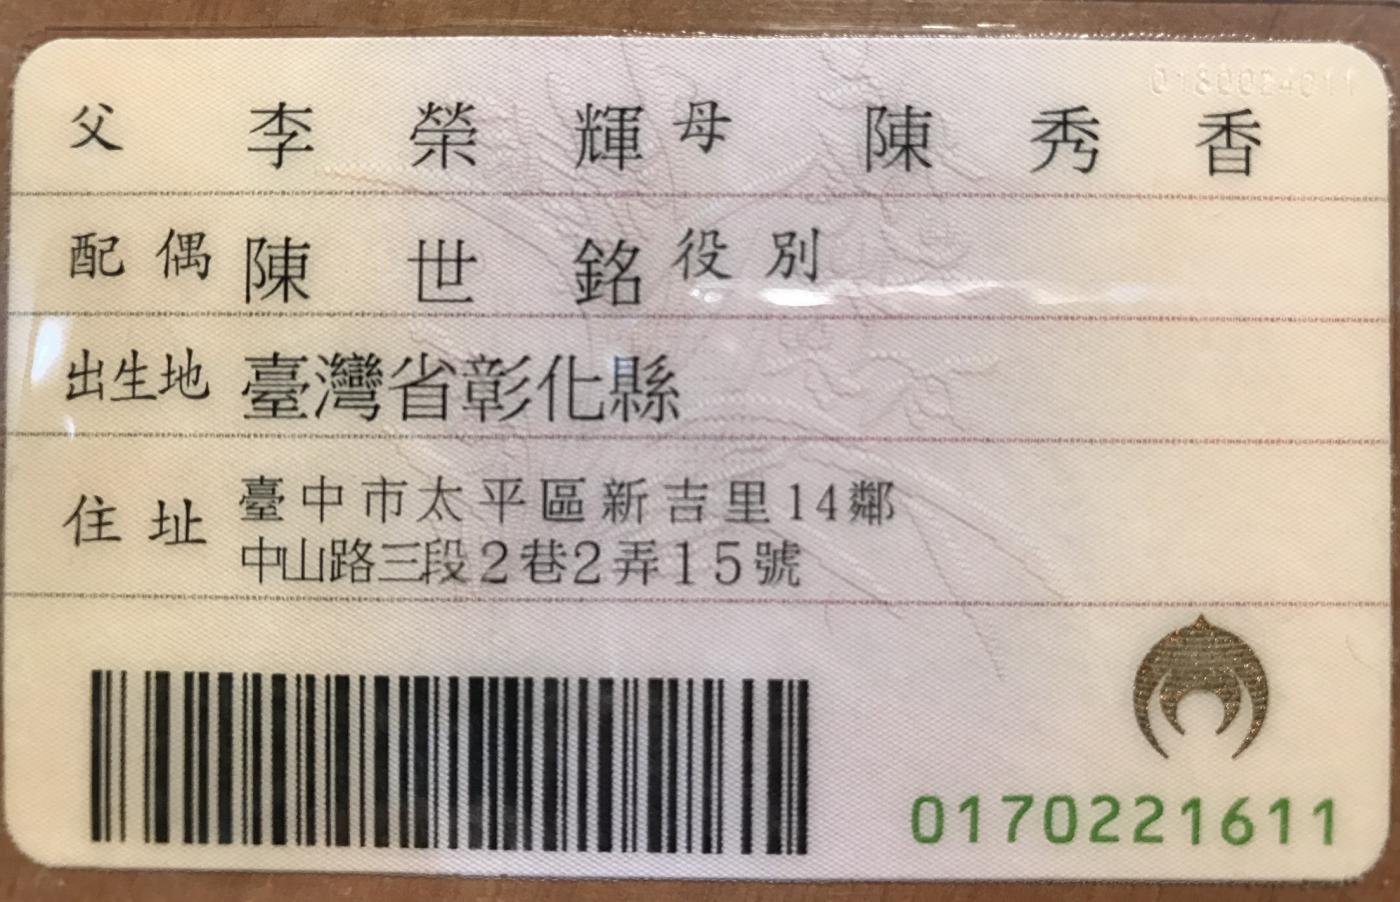 父 李榮輝 母 陳秀香
配偶 陳世銘 役別
出生地 臺灣省彰化縣
住址 臺中市太平區新吉里14鄰
中山路三段2巷2弄15號
0170221611